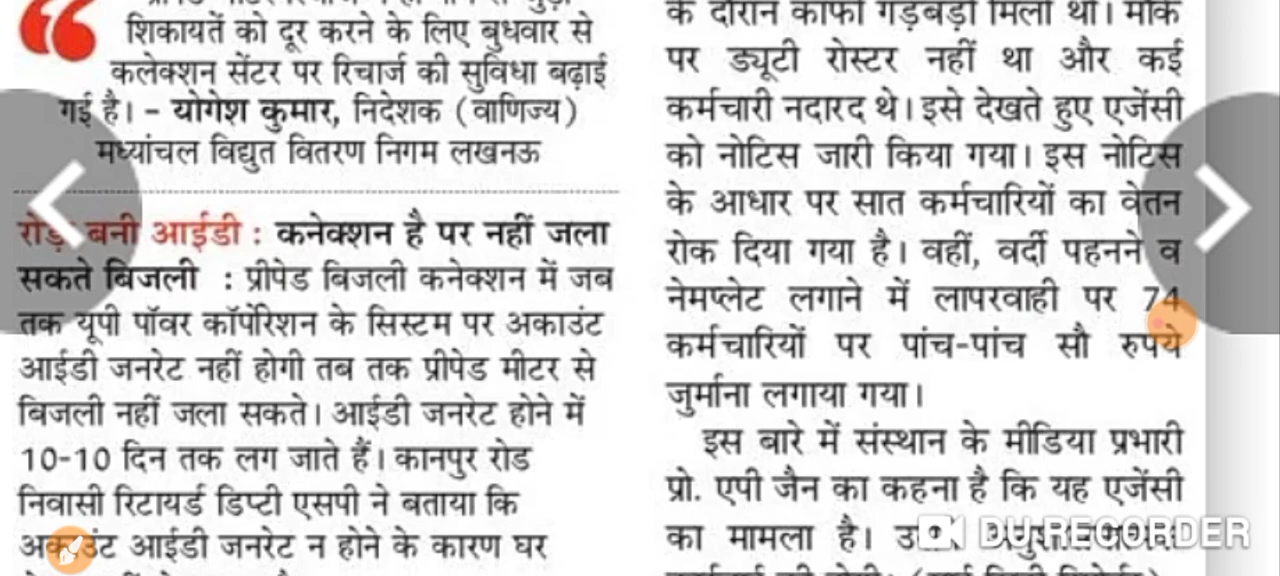 शिकायतें को दूर करने के लिए बुधवार से
कलेक्शन सेंटर पर रिचार्ज की सुविधा बढ़ाई
गई है। - योगेश कुमार, निदेशक (वाणिज्य)
मध्यांचल विद्युत वितरण निगम लखनऊ
बनी आईडी : कनेक्शन है पर नहीं जला
सकते बिजली : प्रीपेड बिजली कनेक्शन में जब
तक यूपी पॉवर कॉर्पोरेशन के सिस्टम पर अकाउंट
आईडी जनरेट नहीं होगी तब तक प्रीपेड मीटर से
बिजली नहीं जला सकते। आईडी जनरेट होने में
10-10 दिन तक लग जाते हैं। कानपुर रोड
निवासी रिटायर्ड डिप्टी एसपी ने बताया कि
अकाउंट आईडी जनरेट न होने के कारण घर
के दौरान काफी गड़बड़ी मिली थी। मौके
पर ड्यूटी रोस्टर नहीं था और कई
कर्मचारी नदारद थे। इसे देखते हुए एजेंसी
को नोटिस जारी किया गया। इस नोटिस
के आधार पर सात कर्मचारियों का वेतन
रोक दिया गया है। वहीं, वर्दी पहनने व
नेमप्लेट लगाने में लापरवाही पर 74
कर्मचारियों पर पांच-पांच सौ रुपये
जुर्माना लगाया गया।
इस बारे में संस्थान के मीडिया प्रभारी
प्रो. एपी जैन का कहना है कि यह एजेंसी
का मामला है।
DU RECORDER